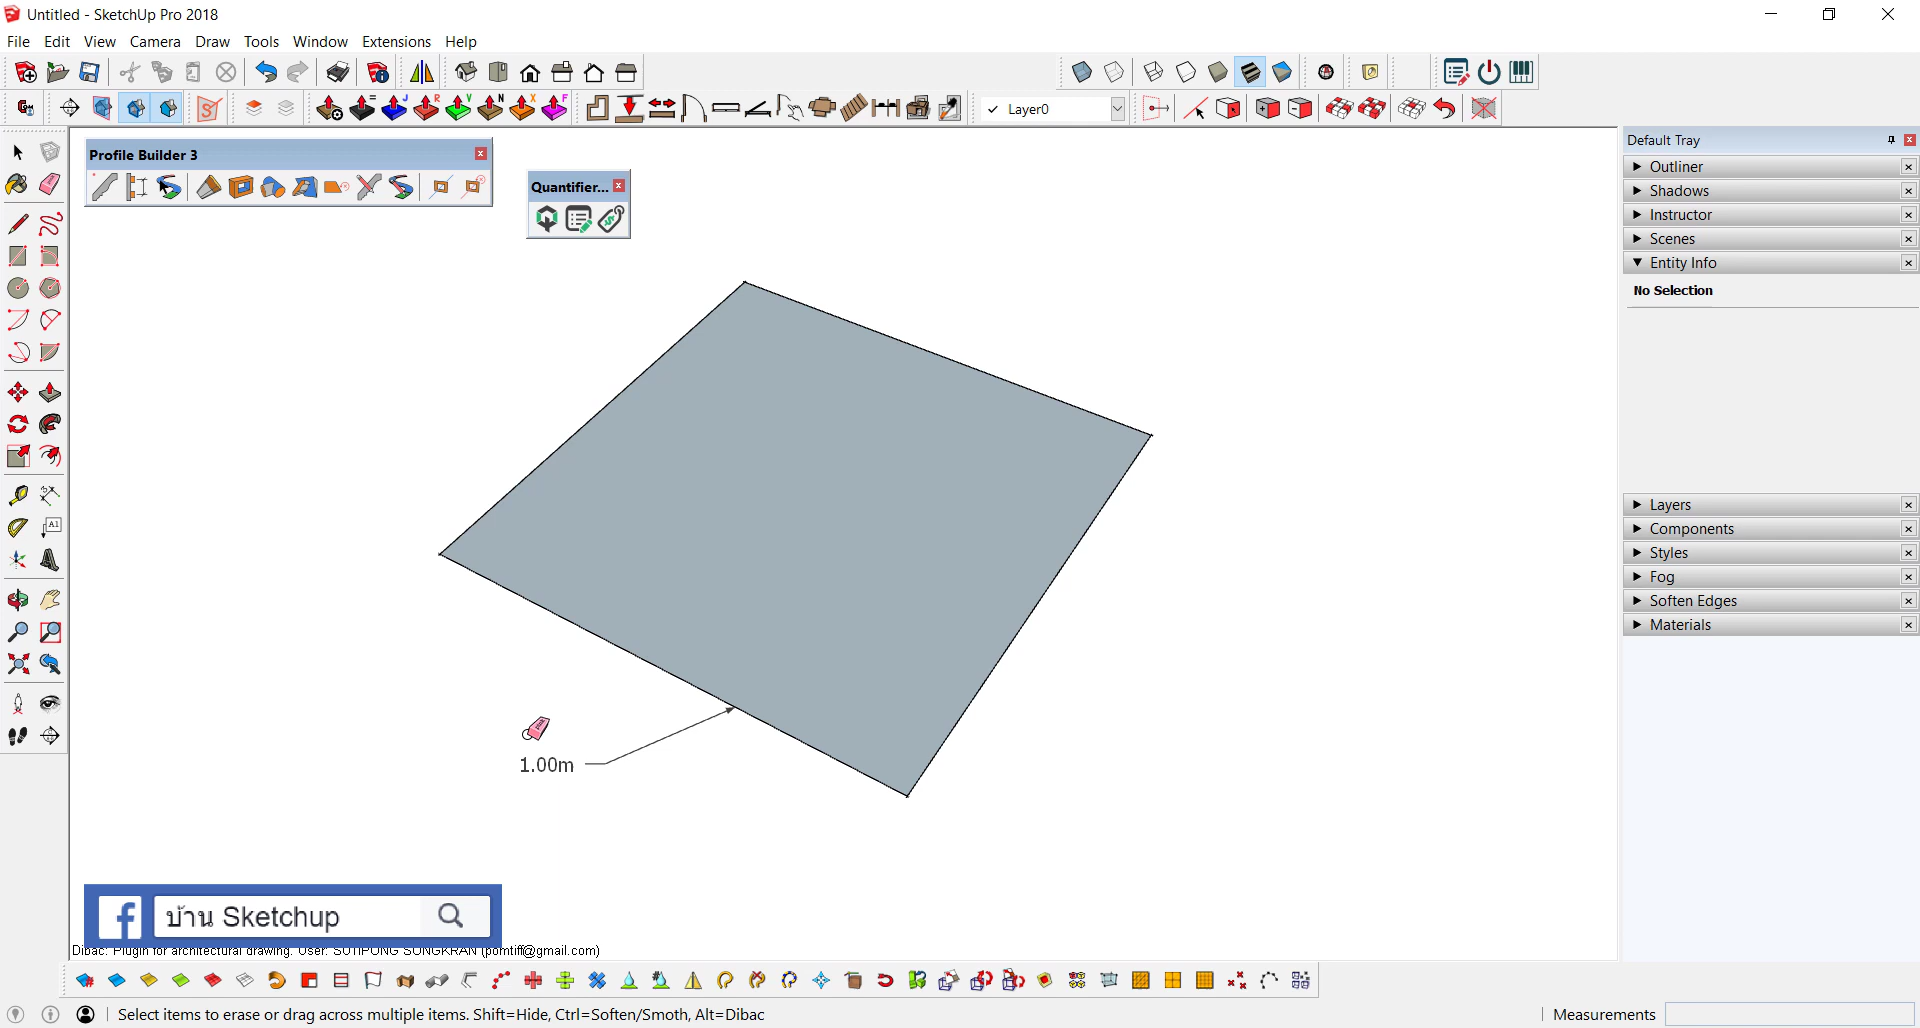 Untitled - SketchUp Pro 2018
File Edit View Camera Draw Tools Window Extensions Help
Layer0
Profile Builder 3
Quantifier...
Default Tray
Outliner
Shadows
Instructor
Scenes
Entity Info
No Selection
Layers
Components
Styles
Fog
Soften Edges
Materials
A1
1.00m
บ้าน Sketchup
Dibac: Plugin for architectural drawing. User: SUTIPONG SONGKRAN (pomtiff@gmail.com)
Select items to erase or drag across multiple items. Shift=Hide, Ctrl=Soften/Smoth, Alt=Dibac
Measurements